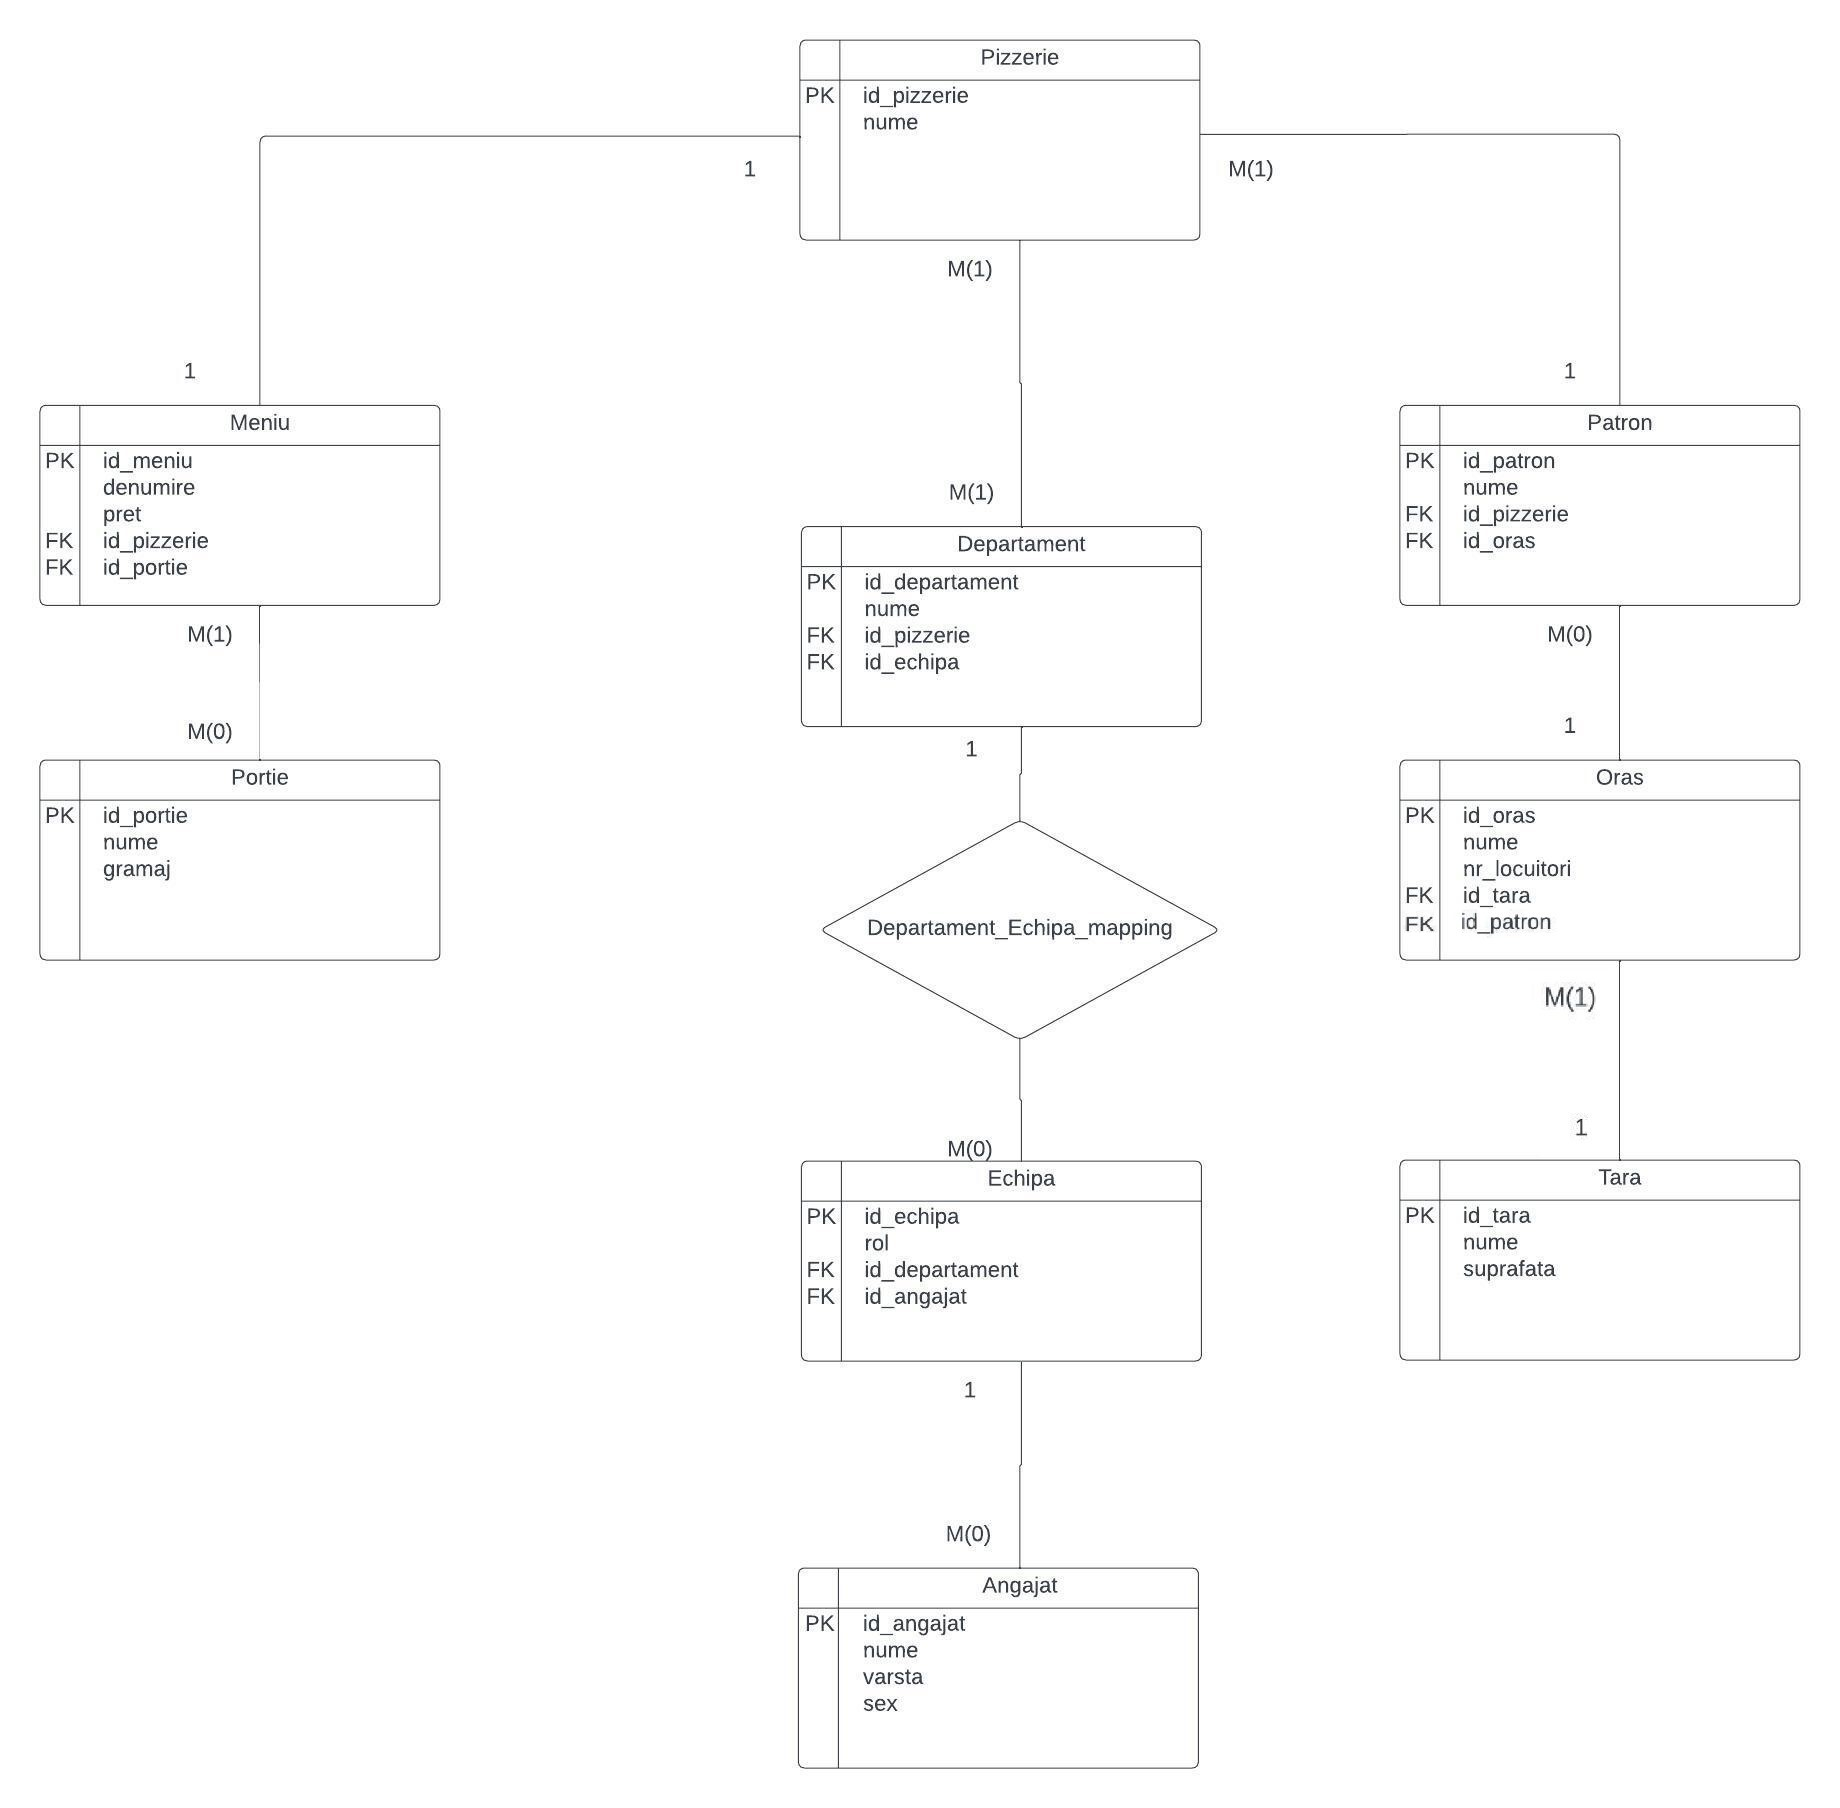 Pizzerie
PK id_pizzerie
nume
1
M(1)
M(1)
1
1
Meniu
PK id_meniu
denumire
pret
FK id_pizzerie
FK id_portie
M(1)
Patron
PK id_patron
nume
FK id_pizzerie
FK id_oras
M(0)
M(1)
Departament
PK id_departament
nume
FK id_pizzerie
FK id_echipa
1
M(0)
Portie
PK id_portie
nume
gramaj
1
Oras
PK id_oras
nume
nr_locuitori
FK id_tara
FK id_patron
M(1)
Departament_Echipa_mapping
M(0)
Echipa
PK id_echipa
rol
FK id_departament
FK id_angajat
1
1
Tara
PK id_tara
nume
suprafata
M(0)
Angajat
PK id_angajat
nume
varsta
sex